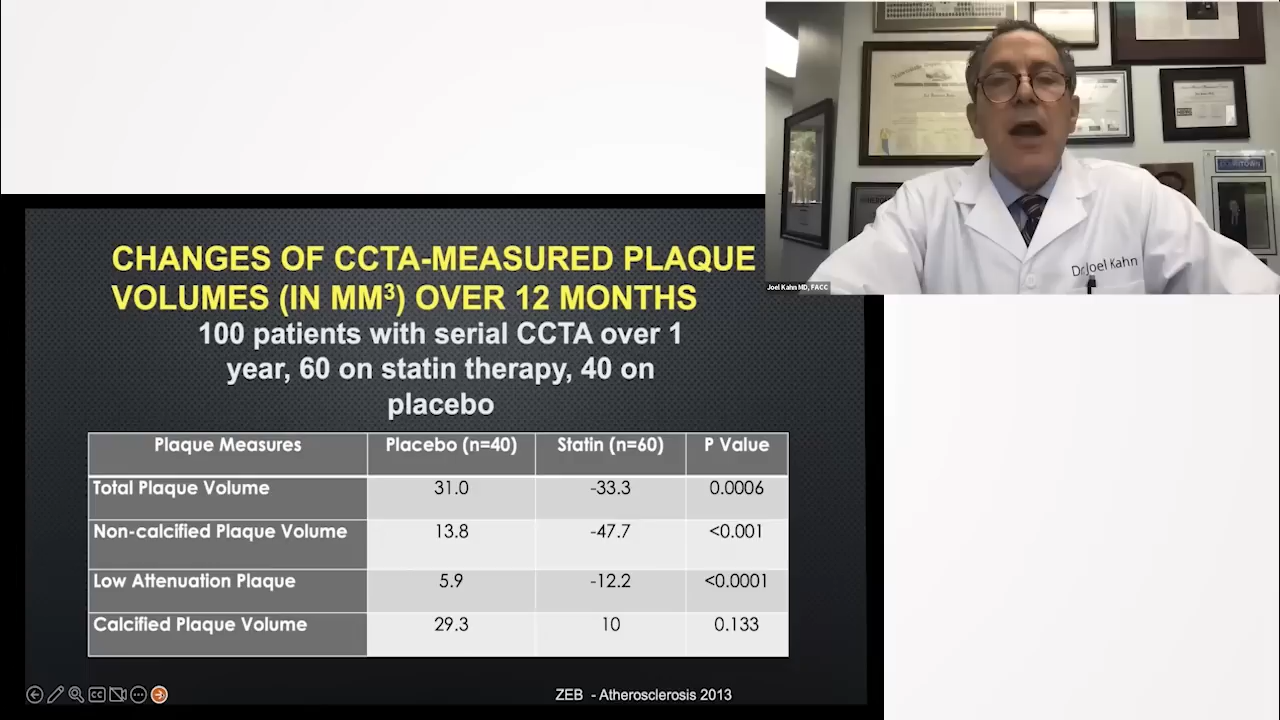 CHANGES OF CCTA-MEASURED PLAQUE
VOLUMES (IN MM³) OVER 12 MONTHS
100 patients with serial CCTA over 1
year, 60 on statin therapy, 40 on
placebo
Plaque Measures Placebo (n=40) Statin (n=60) P Value
Total Plaque Volume 31.0 -33.3 0.0006
Non-calcified Plaque Volume 13.8 -47.7 <0.001
Low Attenuation Plaque 5.9 -12.2 <0.0001
Calcified Plaque Volume 29.3 10 0.133
ZEB - Atherosclerosis 2013
CC
Dr. Joel Kahn
Joel Kahn MD, FACC